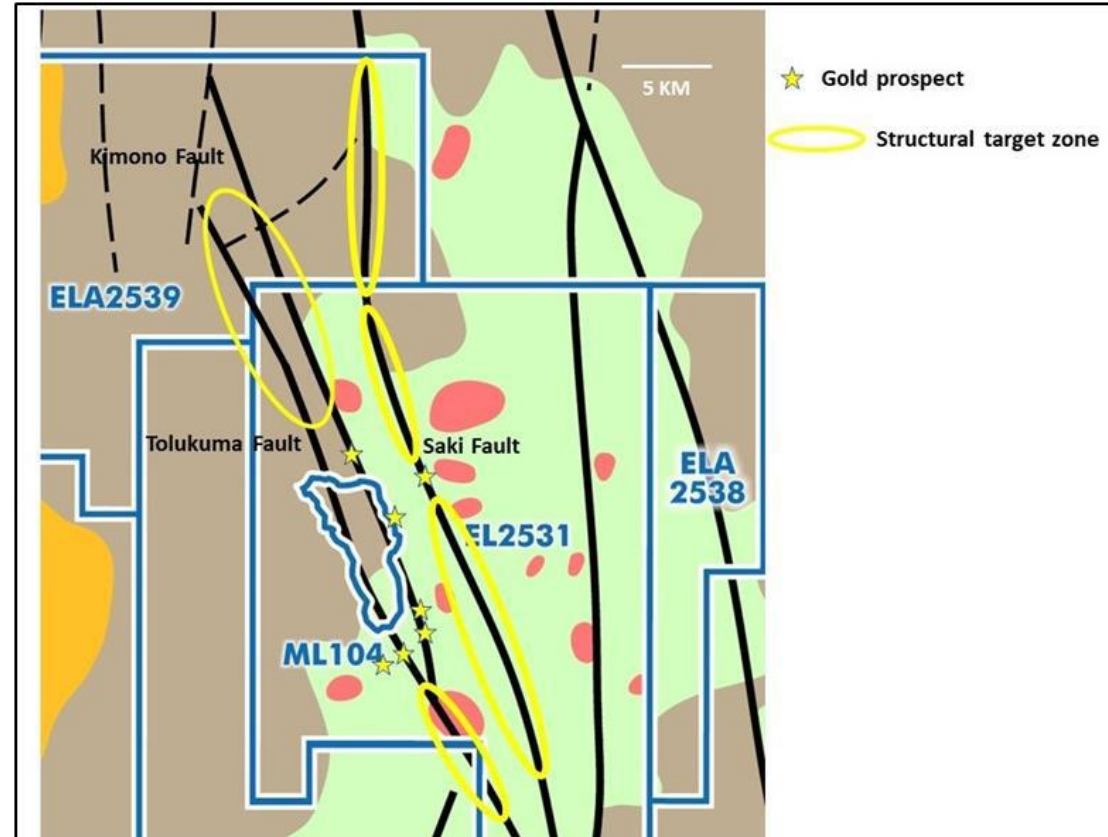 5 KM
Gold prospect
Structural target zone
Kimono Fault
ELA2539
Tolukuma Fault
Saki Fault
ELA
2538
EL2531
ML104